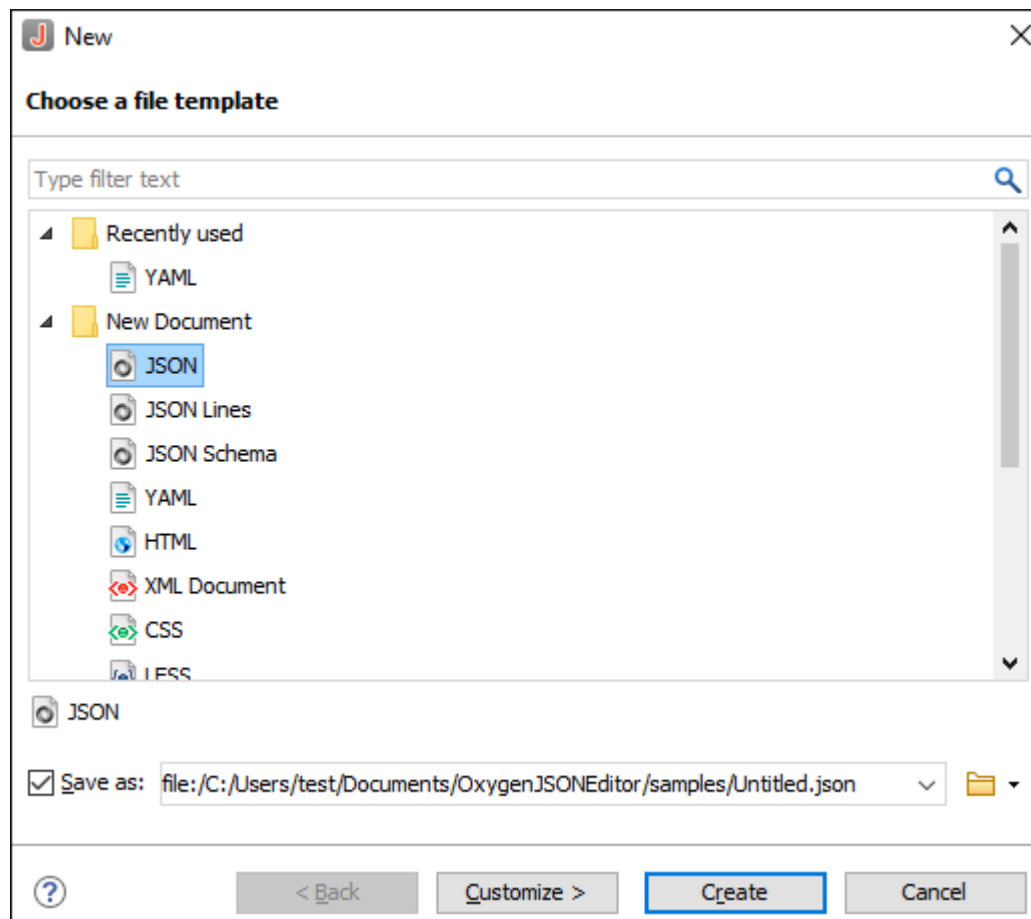 New
Choose a file template
Type filter text
Recently used
YAML
New Document
JSON
JSON Lines
JSON Schema
YAML
HTML
XML Document
CSS
LESS
JSON
Save as: file:/C:/Users/test/Documents/OxygenJSONEditor/samples/Untitled.json
< Back Customize > Create Cancel